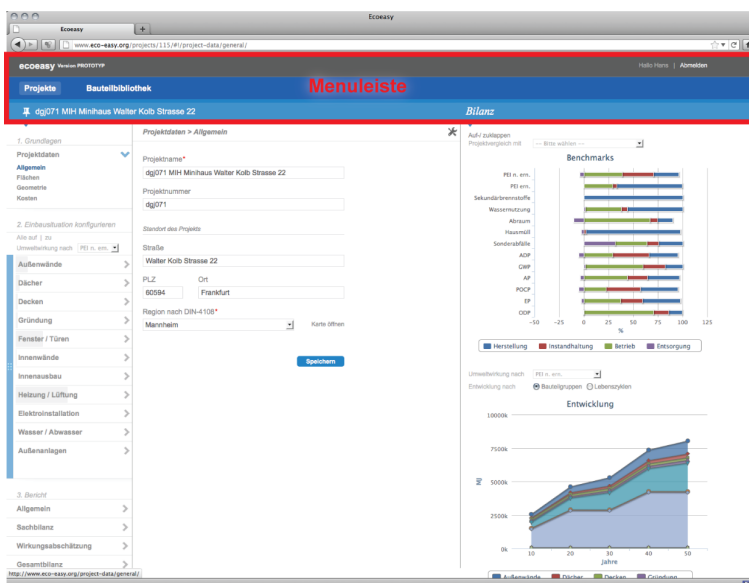 Ecoeasy
Ecoeasy
www.eco-easy.org/projects/115/#!/project-data/general/
ecoeasy Version PROTOTYP
Hallo Hans | Abmelden
Projekte Bauteilbibliothek
Menuleiste
dgj071 MIH Minihaus Walter Kolb Strasse 22
Bilanz
1. Grundlagen
Projektdaten
Allgemein
Flächen
Geometrie
Kosten
2. Einbausituation konfigurieren
Alle auf | zu
Umweltwirkung nach PEI n. ern.
Außenwände
Dächer
Decken
Gründung
Fenster / Türen
Innenwände
Innenausbau
Heizung / Lüftung
Elektroinstallation
Wasser / Abwasser
Außenanlagen
3. Bericht
Allgemein
Sachbilanz
Wirkungsabschätzung
Gesamtbilanz
http://www.eco-easy.org/project-data/general/
Projektdaten > Allgemein
Projektname*
dgj071 MIH Minihaus Walter Kolb Strasse 22
Projektnummer
dgj071
Standort des Projekts
Straße
Walter Kolb Strasse 22
PLZ Ort
60594 Frankfurt
Region nach DIN-4108*
Mannheim Karte öffnen
Speichern
Auf-/ zuklappen
Projektvergleich mit --- Bitte wählen ---
Benchmarks
PEI n. ern.
PEI ern.
Sekundärbrennstoffe
Wassernutzung
Abraum
Hausmüll
Sonderabfälle
ADP
GWP
AP
POCP
EP
ODP
-50 -25 0 25 50 75 100 125
%
Herstellung Instandhaltung Betrieb Entsorgung
Umweltwirkung nach PEI n. ern.
Entwicklung nach Bauteilgruppen Lebenszyklen
Entwicklung
10000k
7500k
5000k
2500k
0k
MJ
10 20 30 40 50
Jahre
Außenwände Dächer Decken Gründung